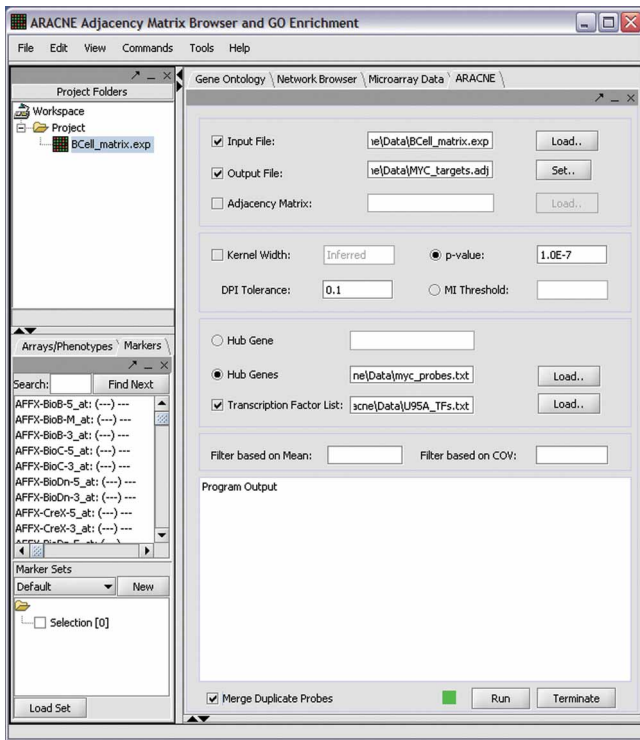 ARACNE Adjacency Matrix Browser and GO Enrichment
File Edit View Commands Tools Help
Project Folders
Workspace
Project
BCell_matrix.exp
Arrays/Phenotypes Markers
Search: Find Next
AFFX-BioB-5_at: (---) ---
AFFX-BioB-M_at: (---) ---
AFFX-BioB-3_at: (---) ---
AFFX-BioC-5_at: (---) ---
AFFX-BioC-3_at: (---) ---
AFFX-BioDn-5_at: (---) ---
AFFX-BioDn-3_at: (---) ---
AFFX-CreX-5_at: (---) ---
AFFX-CreX-3_at: (---) ---
Marker Sets
Default New
Selection [0]
Load Set
Gene Ontology Network Browser Microarray Data ARACNE
Input File: ne\Data\BCell_matrix.exp Load..
Output File: ne\Data\MYC_targets.adj Set..
Adjacency Matrix: Load..
Kernel Width: Inferred p-value: 1.0E-7
DPI Tolerance: 0.1 MI Threshold:
Hub Gene
Hub Genes ne\Data\myc_probes.txt Load..
Transcription Factor List: acne\Data\U95A_TFs.txt Load..
Filter based on Mean: Filter based on COV:
Program Output
Merge Duplicate Probes Run Terminate